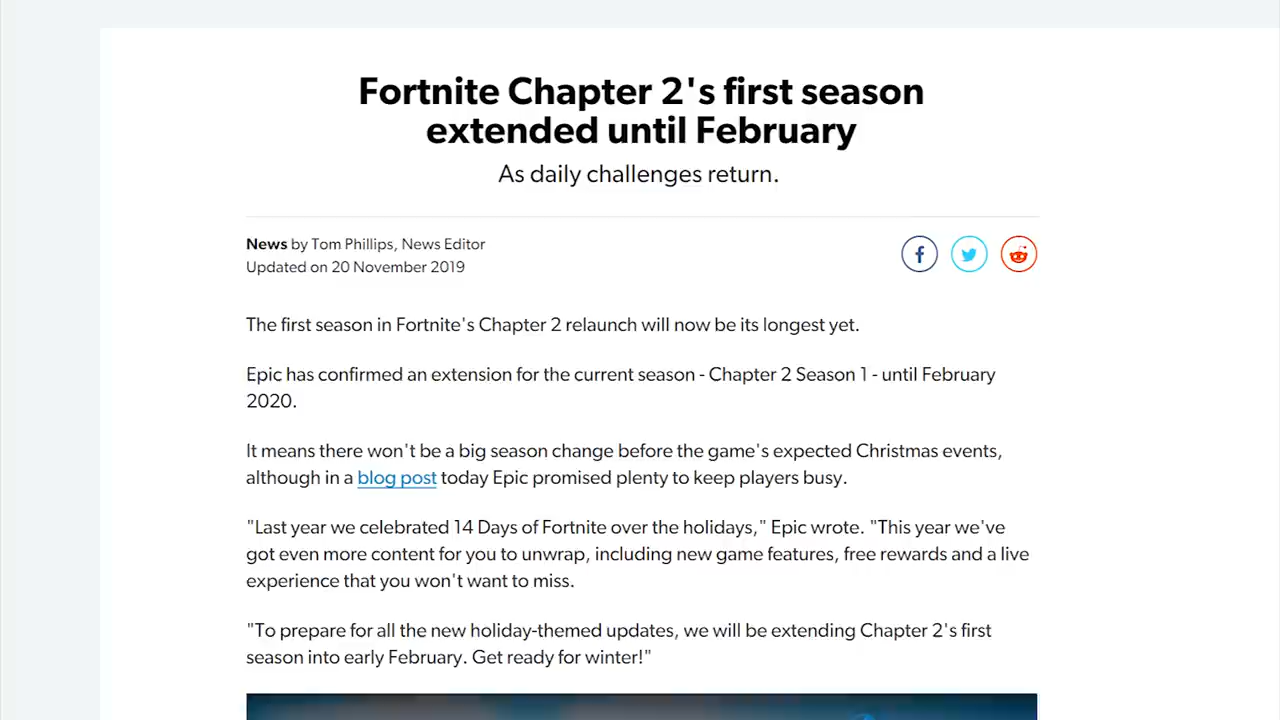 Fortnite Chapter 2's first season
extended until February
As daily challenges return.
News by Tom Phillips, News Editor
Updated on 20 November 2019
The first season in Fortnite's Chapter 2 relaunch will now be its longest yet.
Epic has confirmed an extension for the current season - Chapter 2 Season 1 - until February
2020.
It means there won't be a big season change before the game's expected Christmas events,
although in a blog post today Epic promised plenty to keep players busy.
"Last year we celebrated 14 Days of Fortnite over the holidays," Epic wrote. "This year we've
got even more content for you to unwrap, including new game features, free rewards and a live
experience that you won't want to miss.
"To prepare for all the new holiday-themed updates, we will be extending Chapter 2's first
season into early February. Get ready for winter!"